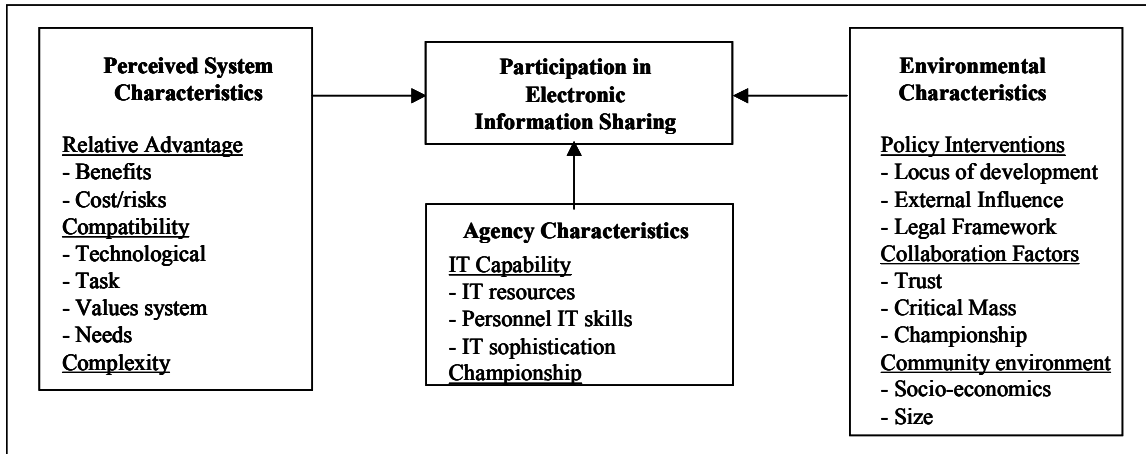 Perceived System
Characteristics
Relative Advantage
- Benefits
- Cost/risks
Compatibility
- Technological
- Task
- Values system
- Needs
Complexity
Participation in
Electronic
Information Sharing
Agency Characteristics
IT Capability
- IT resources
- Personnel IT skills
- IT sophistication
Championship
Environmental
Characteristics
Policy Interventions
- Locus of development
- External Influence
- Legal Framework
Collaboration Factors
- Trust
- Critical Mass
- Championship
Community environment
- Socio-economics
- Size